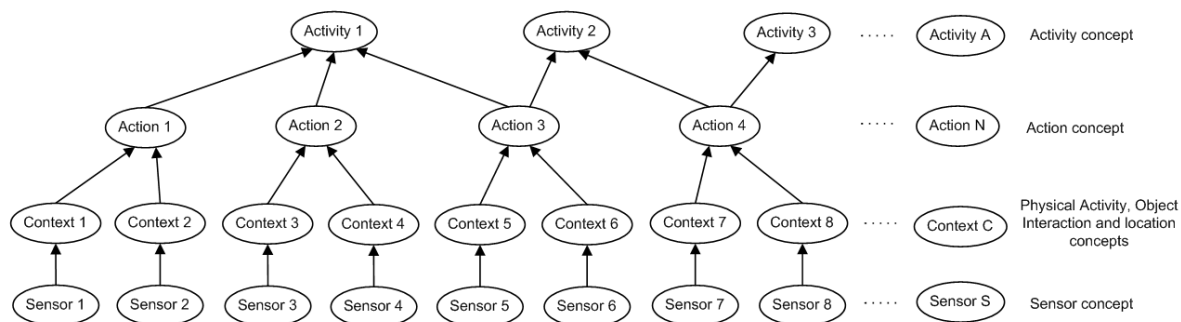 Activity 1
Activity 2
Activity 3
.....
Activity A
Activity concept
Action 1
Action 2
Action 3
Action 4
.....
Action N
Action concept
Context 1
Context 2
Context 3
Context 4
Context 5
Context 6
Context 7
Context 8
.....
Context C
Physical Activity, Object
Interaction and location
concepts
Sensor 1
Sensor 2
Sensor 3
Sensor 4
Sensor 5
Sensor 6
Sensor 7
Sensor 8
.....
Sensor S
Sensor concept